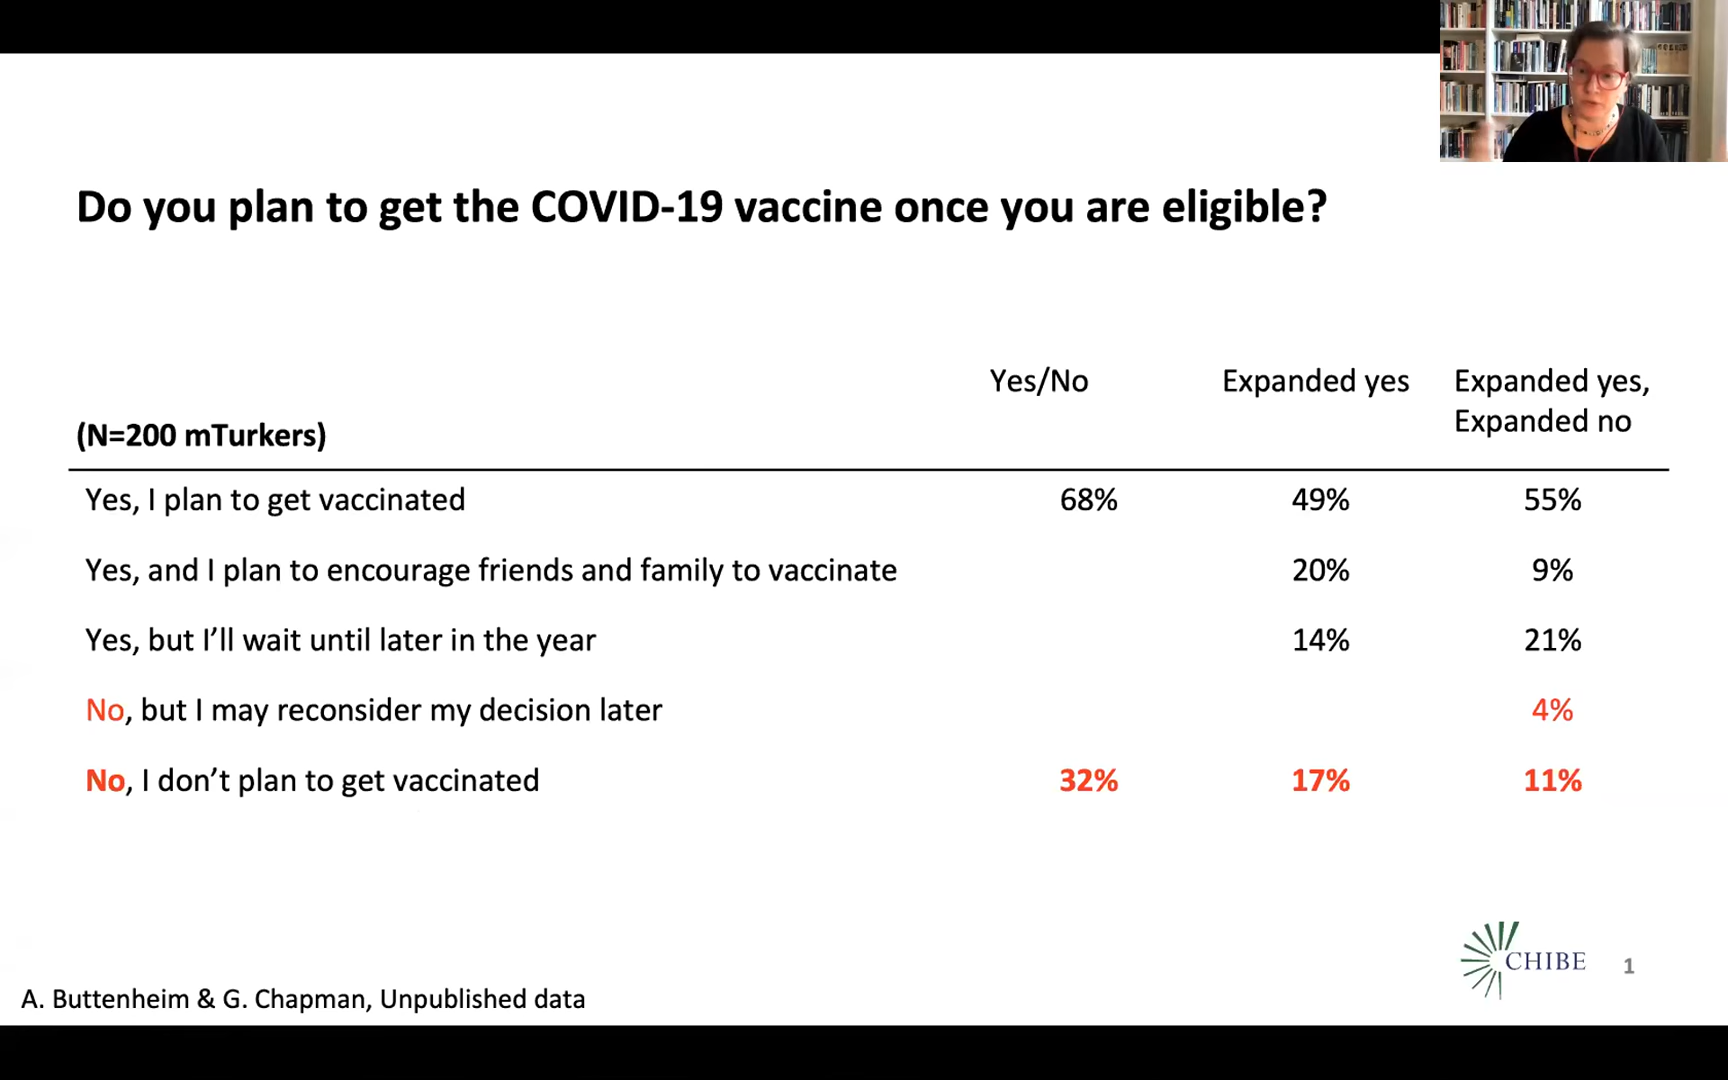 Do you plan to get the COVID-19 vaccine once you are eligible?
Yes/No Expanded yes Expanded yes,
Expanded no
(N=200 mTurkers)
Yes, I plan to get vaccinated 68% 49% 55%
Yes, and I plan to encourage friends and family to vaccinate 20% 9%
Yes, but I’ll wait until later in the year 14% 21%
No, but I may reconsider my decision later 4%
No, I don’t plan to get vaccinated 32% 17% 11%
CHIBE 1
A. Buttenheim & G. Chapman, Unpublished data